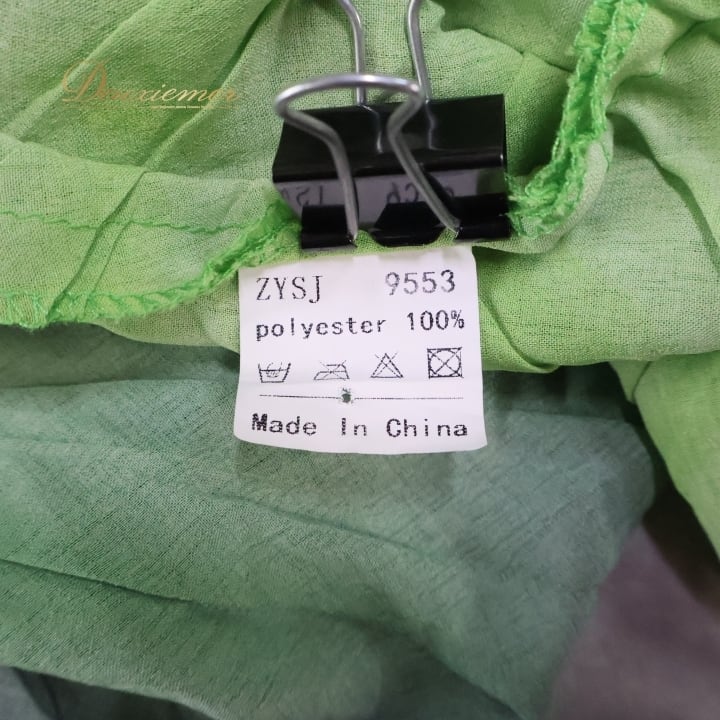 ZYSJ 9553
polyester 100%
Made In China